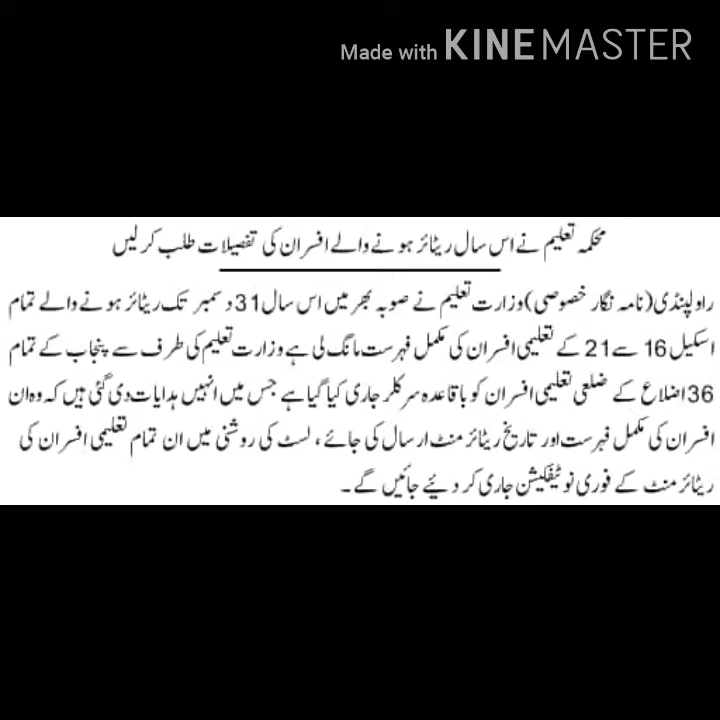 Made with KINEMASTER
محکمہ تعلیم نے اس سال ریٹائر ہونے والے افسران کی تفصیلات طلب کرلیں
راولپنڈی (نامہ نگار خصوصی) وزارت تعلیم نے صوبہ بھر میں اس سال 31 دسمبر تک ریٹائر ہونے والے تمام
اسکیل 16 سے 21 کے تعلیمی افسران کی مکمل فہرست مانگ لی ہے وزارت تعلیم کی طرف سے پنجاب کے تمام
36 اضلاع کے ضلعی تعلیمی افسران کو باقاعدہ سرکلر جاری کیا گیا ہے جس میں انہیں ہدایات دی گئی ہیں کہ وہ ان
افسران کی مکمل فہرست اور تاریخ ریٹائرمنٹ ارسال کی جائے ، لسٹ کی روشنی میں ان تمام تعلیمی افسران کی
ریٹائرمنٹ کے فوری نوٹیفکیشن جاری کر دیئے جائیں گے۔